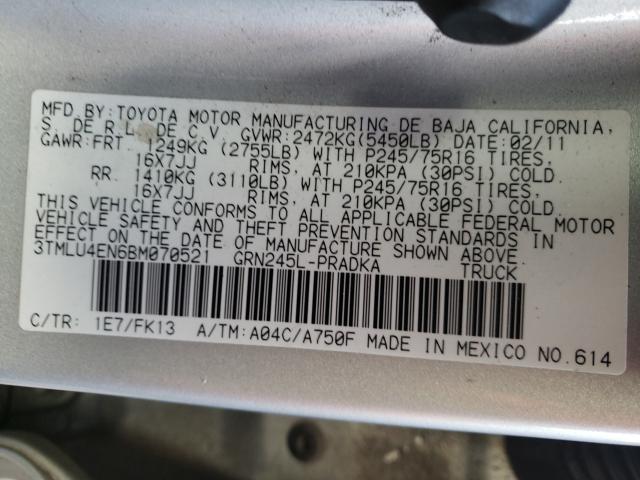 MFD.BY:TOYOTA MOTOR MANUFACTURING DE BAJA CALIFORNIA,
S. DE R.L. DE C.V. GVWR:2472KG(5450LB) DATE:02/11
GAWR:FRT 1249KG (2755LB) WITH P245/75R16 TIRES,
16X7JJ RIMS, AT 210KPA (30PSI) COLD.
RR 1410KG (3110LB) WITH P245/75R16 TIRES,
16X7JJ RIMS, AT 210KPA (30PSI) COLD.
THIS VEHICLE CONFORMS TO ALL APPLICABLE FEDERAL MOTOR
VEHICLE SAFETY AND THEFT PREVENTION STANDARDS IN
EFFECT ON THE DATE OF MANUFACTURE SHOWN ABOVE.
3TMLU4EN6BM070521 GRN245L-PRADKA TRUCK
C/TR: 1E7/FK13 A/TM:A04C/A750F MADE IN MEXICO NO.614